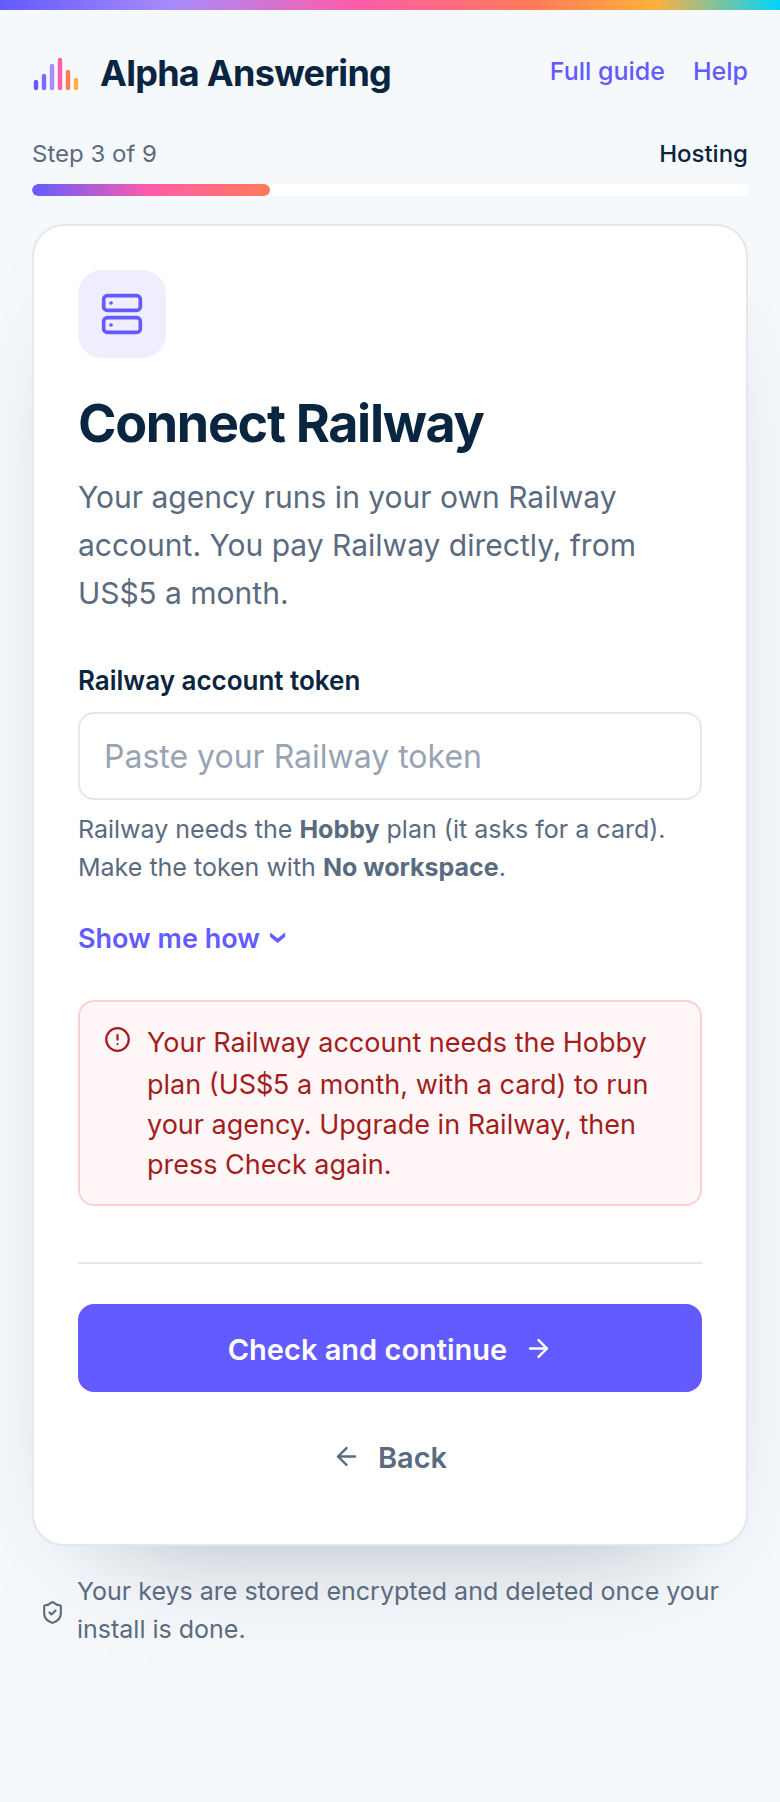 Alpha Answering
Full guide
Help
Step 3 of 9
Hosting
Connect Railway
Your agency runs in your own Railway
account. You pay Railway directly, from
US$5 a month.
Railway account token
Paste your Railway token
Railway needs the Hobby plan (it asks for a card).
Make the token with No workspace.
Show me how
Your Railway account needs the Hobby
plan (US$5 a month, with a card) to run
your agency. Upgrade in Railway, then
press Check again.
Check and continue
Back
Your keys are stored encrypted and deleted once your
install is done.